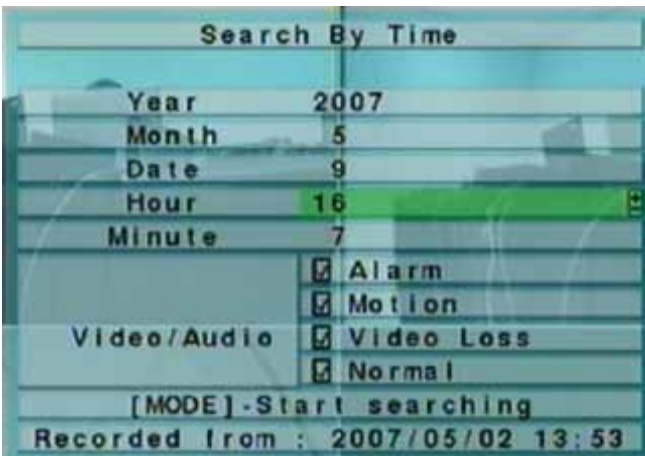 Search By Time
Year 2007
Month 5
Date 9
Hour 16
Minute 7
Alarm
Motion
Video/Audio Video Loss
Normal
[MODE]-Start searching
Recorded from : 2007/05/02 13:53